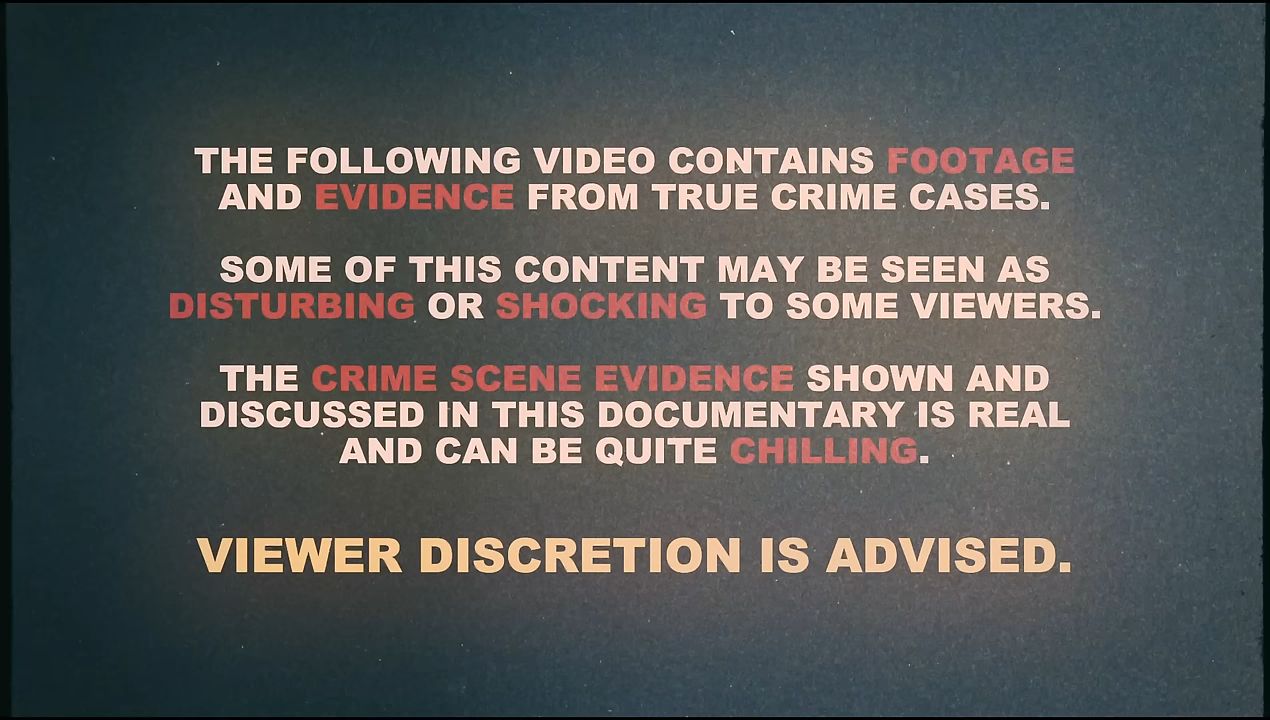 THE FOLLOWING VIDEO CONTAINS FOOTAGE
AND EVIDENCE FROM TRUE CRIME CASES.
SOME OF THIS CONTENT MAY BE SEEN AS
DISTURBING OR SHOCKING TO SOME VIEWERS.
THE CRIME SCENE EVIDENCE SHOWN AND
DISCUSSED IN THIS DOCUMENTARY IS REAL
AND CAN BE QUITE CHILLING.
VIEWER DISCRETION IS ADVISED.